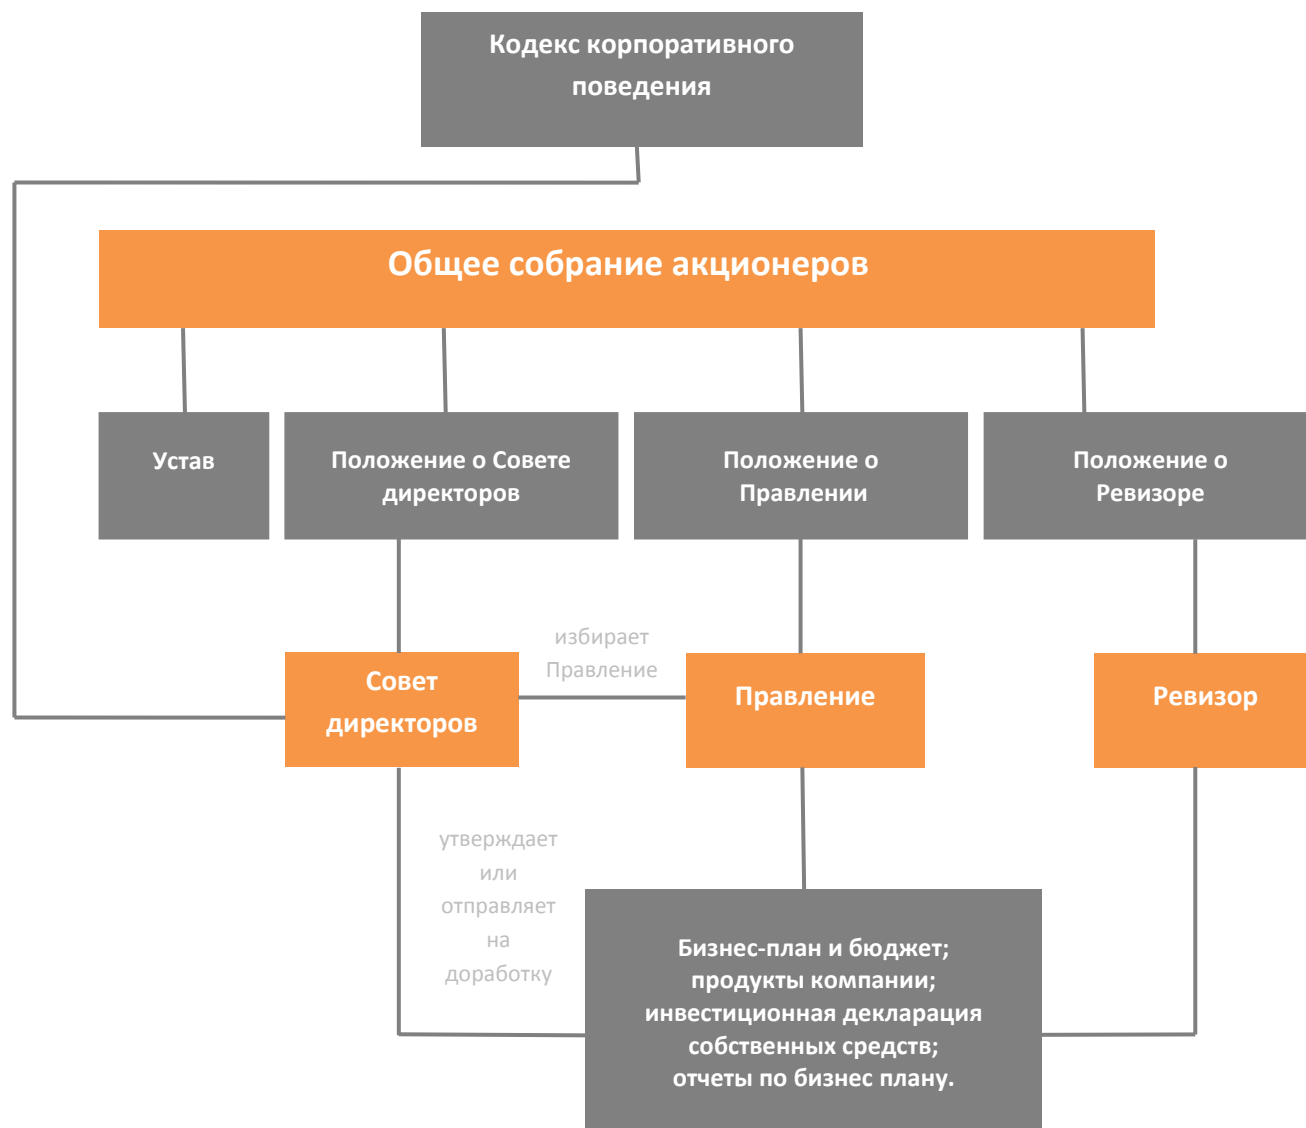 Кодекс корпоративного
поведения
Общее собрание акционеров
Устав
Положение о Совете
директоров
Положение о
Правлении
Положение о
Ревизоре
избирает
Правление
Совет
директоров
Правление
Ревизор
утверждает
или
отправляет
на
доработку
Бизнес-план и бюджет;
продукты компании;
инвестиционная декларация
собственных средств;
отчеты по бизнес плану.